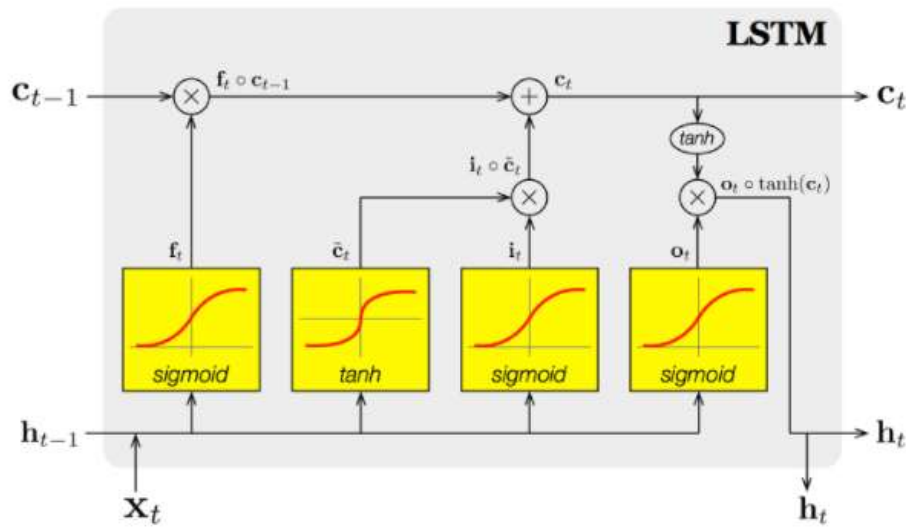 LSTM
c_{t-1}
f_t ∘ c_{t-1}
c_t
c_t
tanh
i_t ∘ c̃_t
o_t ∘ tanh(c_t)
f_t
c̃_t
i_t
o_t
sigmoid
tanh
sigmoid
sigmoid
h_{t-1}
h_t
x_t
h_t